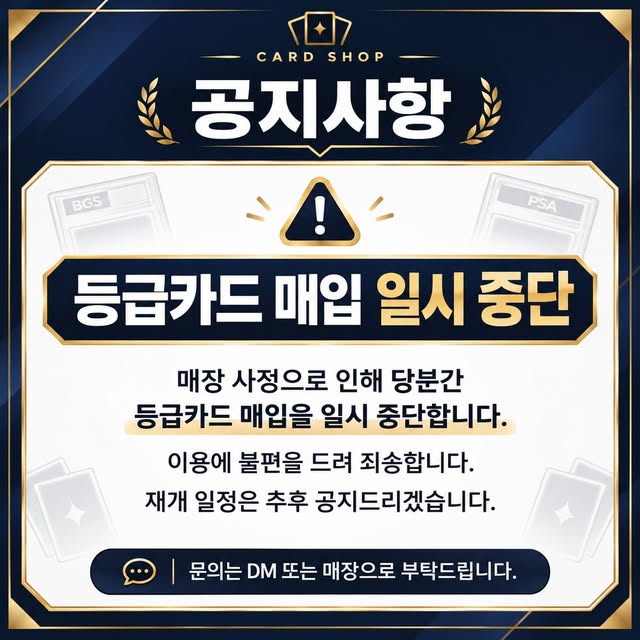 CARD SHOP
공지사항
BGS
PSA
!
등급카드 매입 일시 중단
매장 사정으로 인해 당분간
등급카드 매입을 일시 중단합니다.
이용에 불편을 드려 죄송합니다.
재개 일정은 추후 공지드리겠습니다.
문의는 DM 또는 매장으로 부탁드립니다.